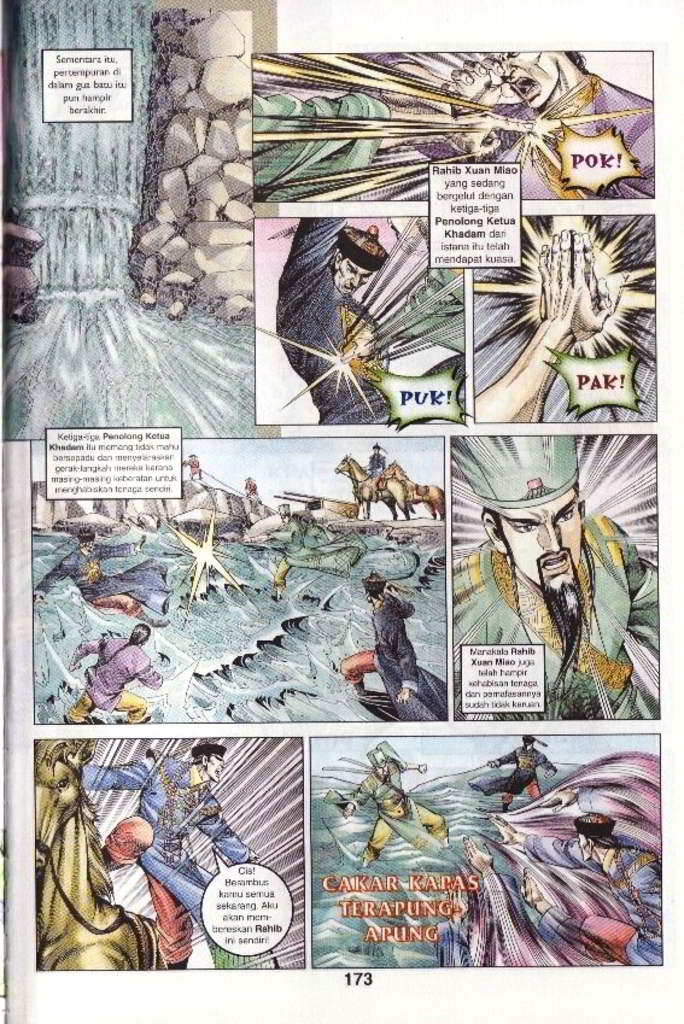 Sementara itu,
pertempuran di
dalam gua batu itu
pun hampir
berakhir.
POK!
Rahib Xuan Miao
yang sedang
bergelut dengan
ketiga-tiga
Penolong Ketua
Khadam dari
istana itu telah
mendapat kuasa.
PUK!
PAK!
Ketiga-tiga Penolong Ketua
Khadam itu memang tidak mahu
bersepadu dan menyelaraskan
gerak-langkah mereka kerana
masing-masing keberatan untuk
menghabiskan tenaga sendiri.
Manakala Rahib
Xuan Miao juga
telah hampir
kehabisan tenaga
dan pernafasannya
sudah tidak keruan.
Cis!
Berambus
kamu semua
sekarang. Aku
akan mem-
bereskan Rahib
ini sendiri!
CAKAR KAPAS
TERAPUNG-
APUNG
173